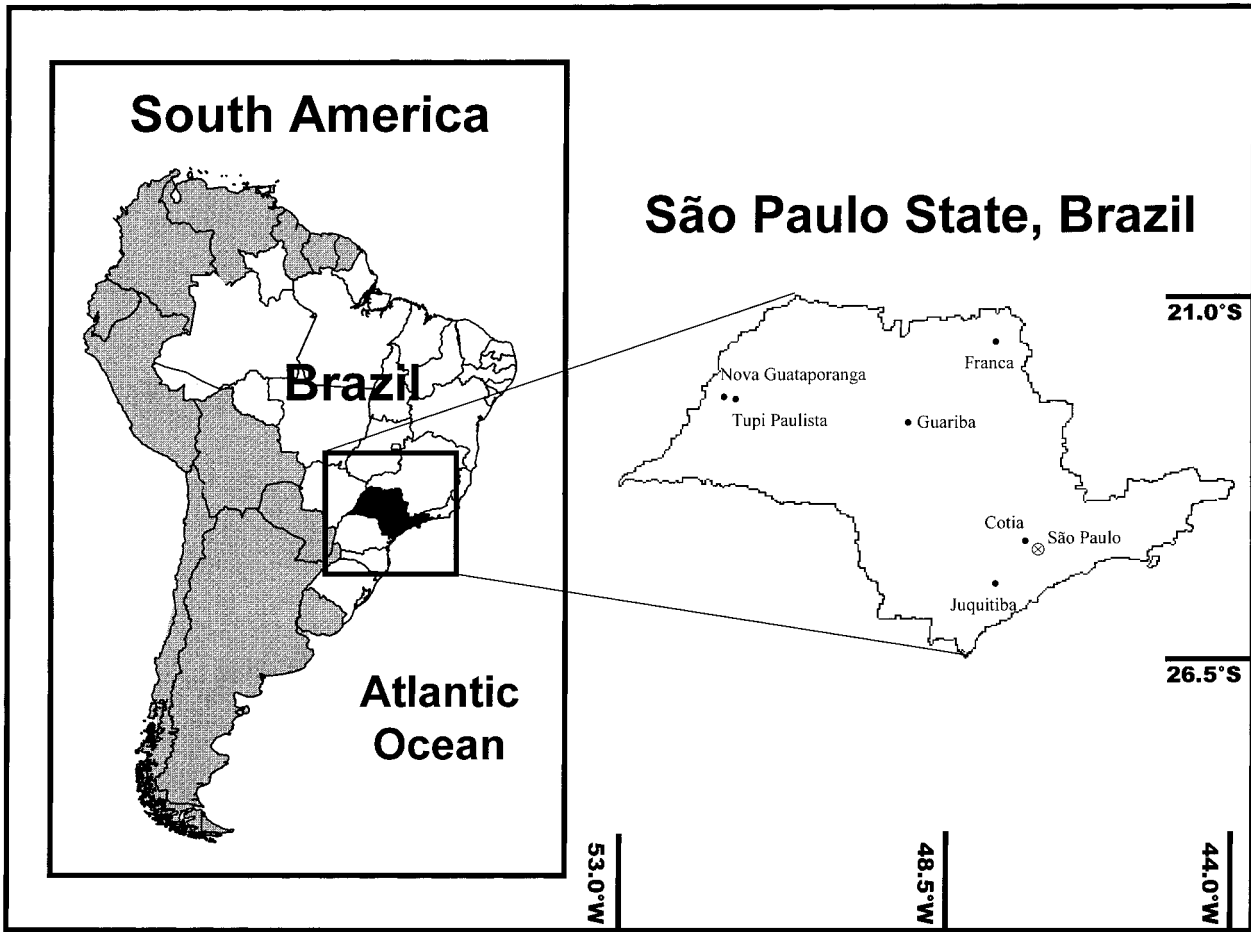 South America
Brazil
Atlantic
Ocean
São Paulo State, Brazil
21.0°S
Franca
Nova Guataporanga
Tupi Paulista
Guariba
Cotia
São Paulo
Juquitiba
26.5°S
53.0°W
48.5°W
44.0°W